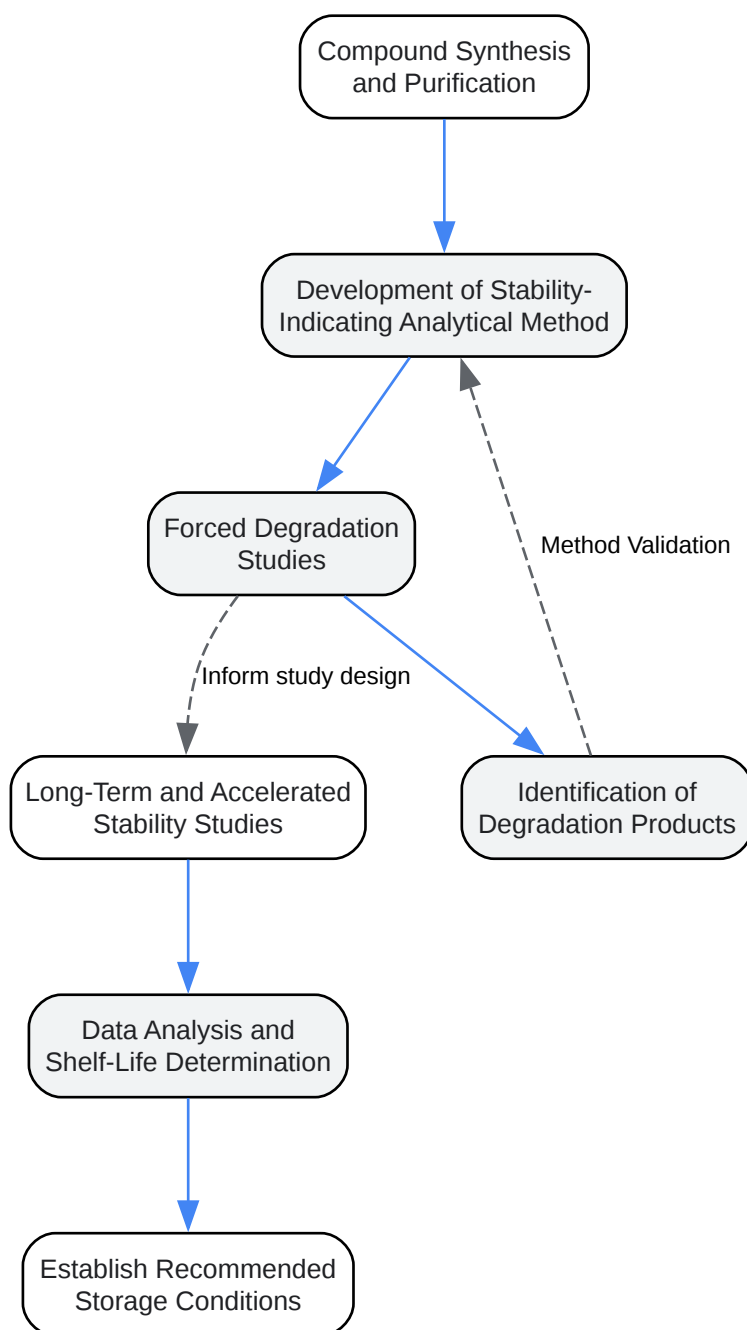 Compound Synthesis
and Purification
Development of Stability-
Indicating Analytical Method
Forced Degradation
Studies
Method Validation
Inform study design
Long-Term and Accelerated
Stability Studies
Identification of
Degradation Products
Data Analysis and
Shelf-Life Determination
Establish Recommended
Storage Conditions